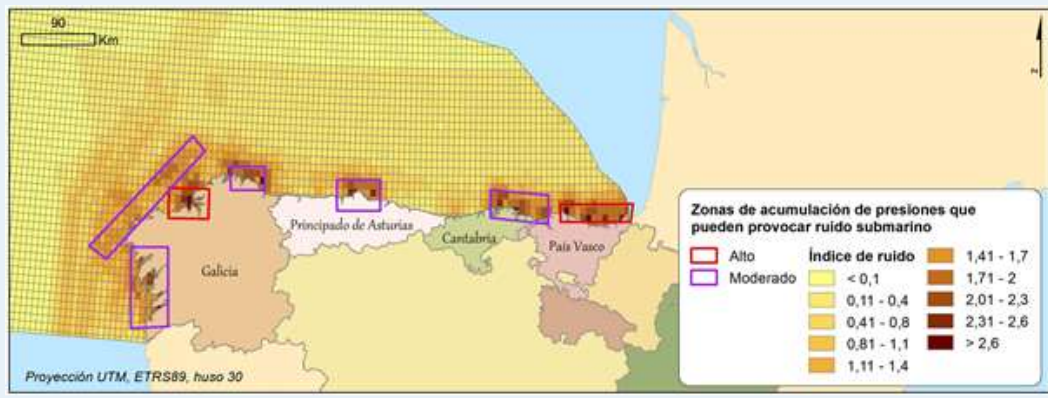 90
Km
z
Galicia
Principado de Asturias
Cantabria
País Vasco
Proyección UTM, ETRS89, huso 30
Zonas de acumulación de presiones que
pueden provocar ruido submarino
Alto
Moderado
Índice de ruido
< 0,1
0,11 - 0,4
0,41 - 0,8
0,81 - 1,1
1,11 - 1,4
1,41 - 1,7
1,71 - 2
2,01 - 2,3
2,31 - 2,6
> 2,6